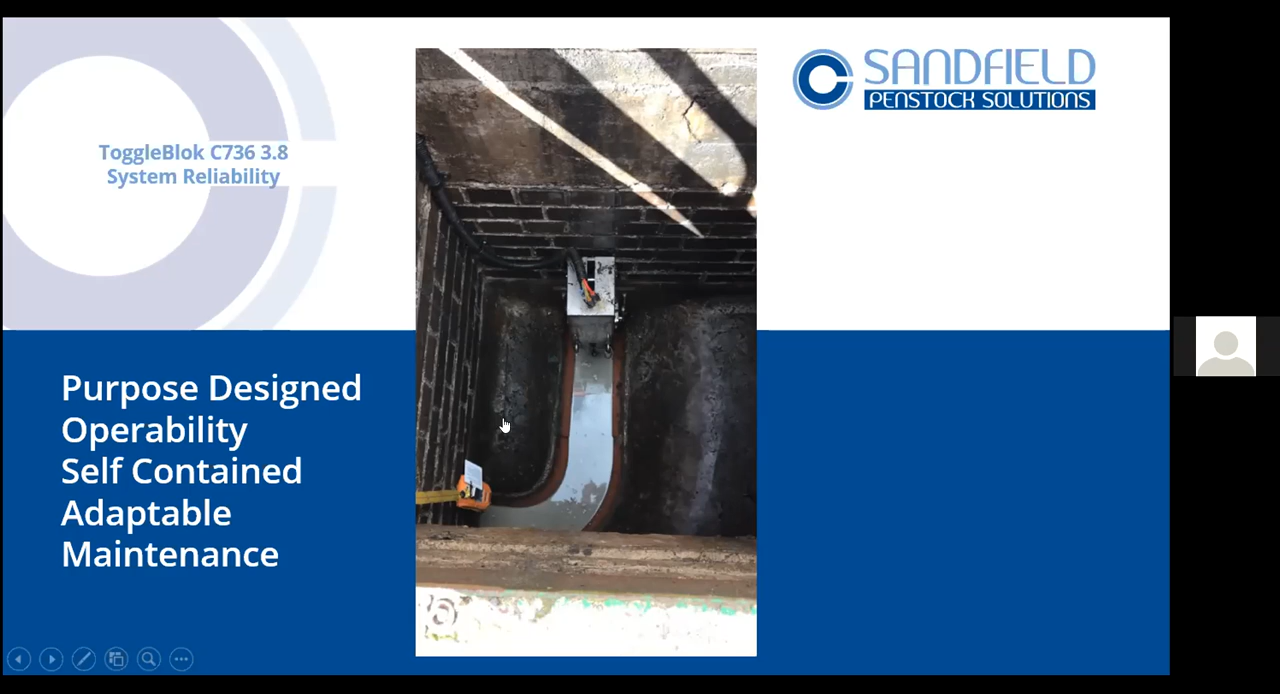 ToggleBlok C736 3.8
System Reliability
SANDFIELD
PENSTOCK SOLUTIONS
Purpose Designed
Operability
Self Contained
Adaptable
Maintenance